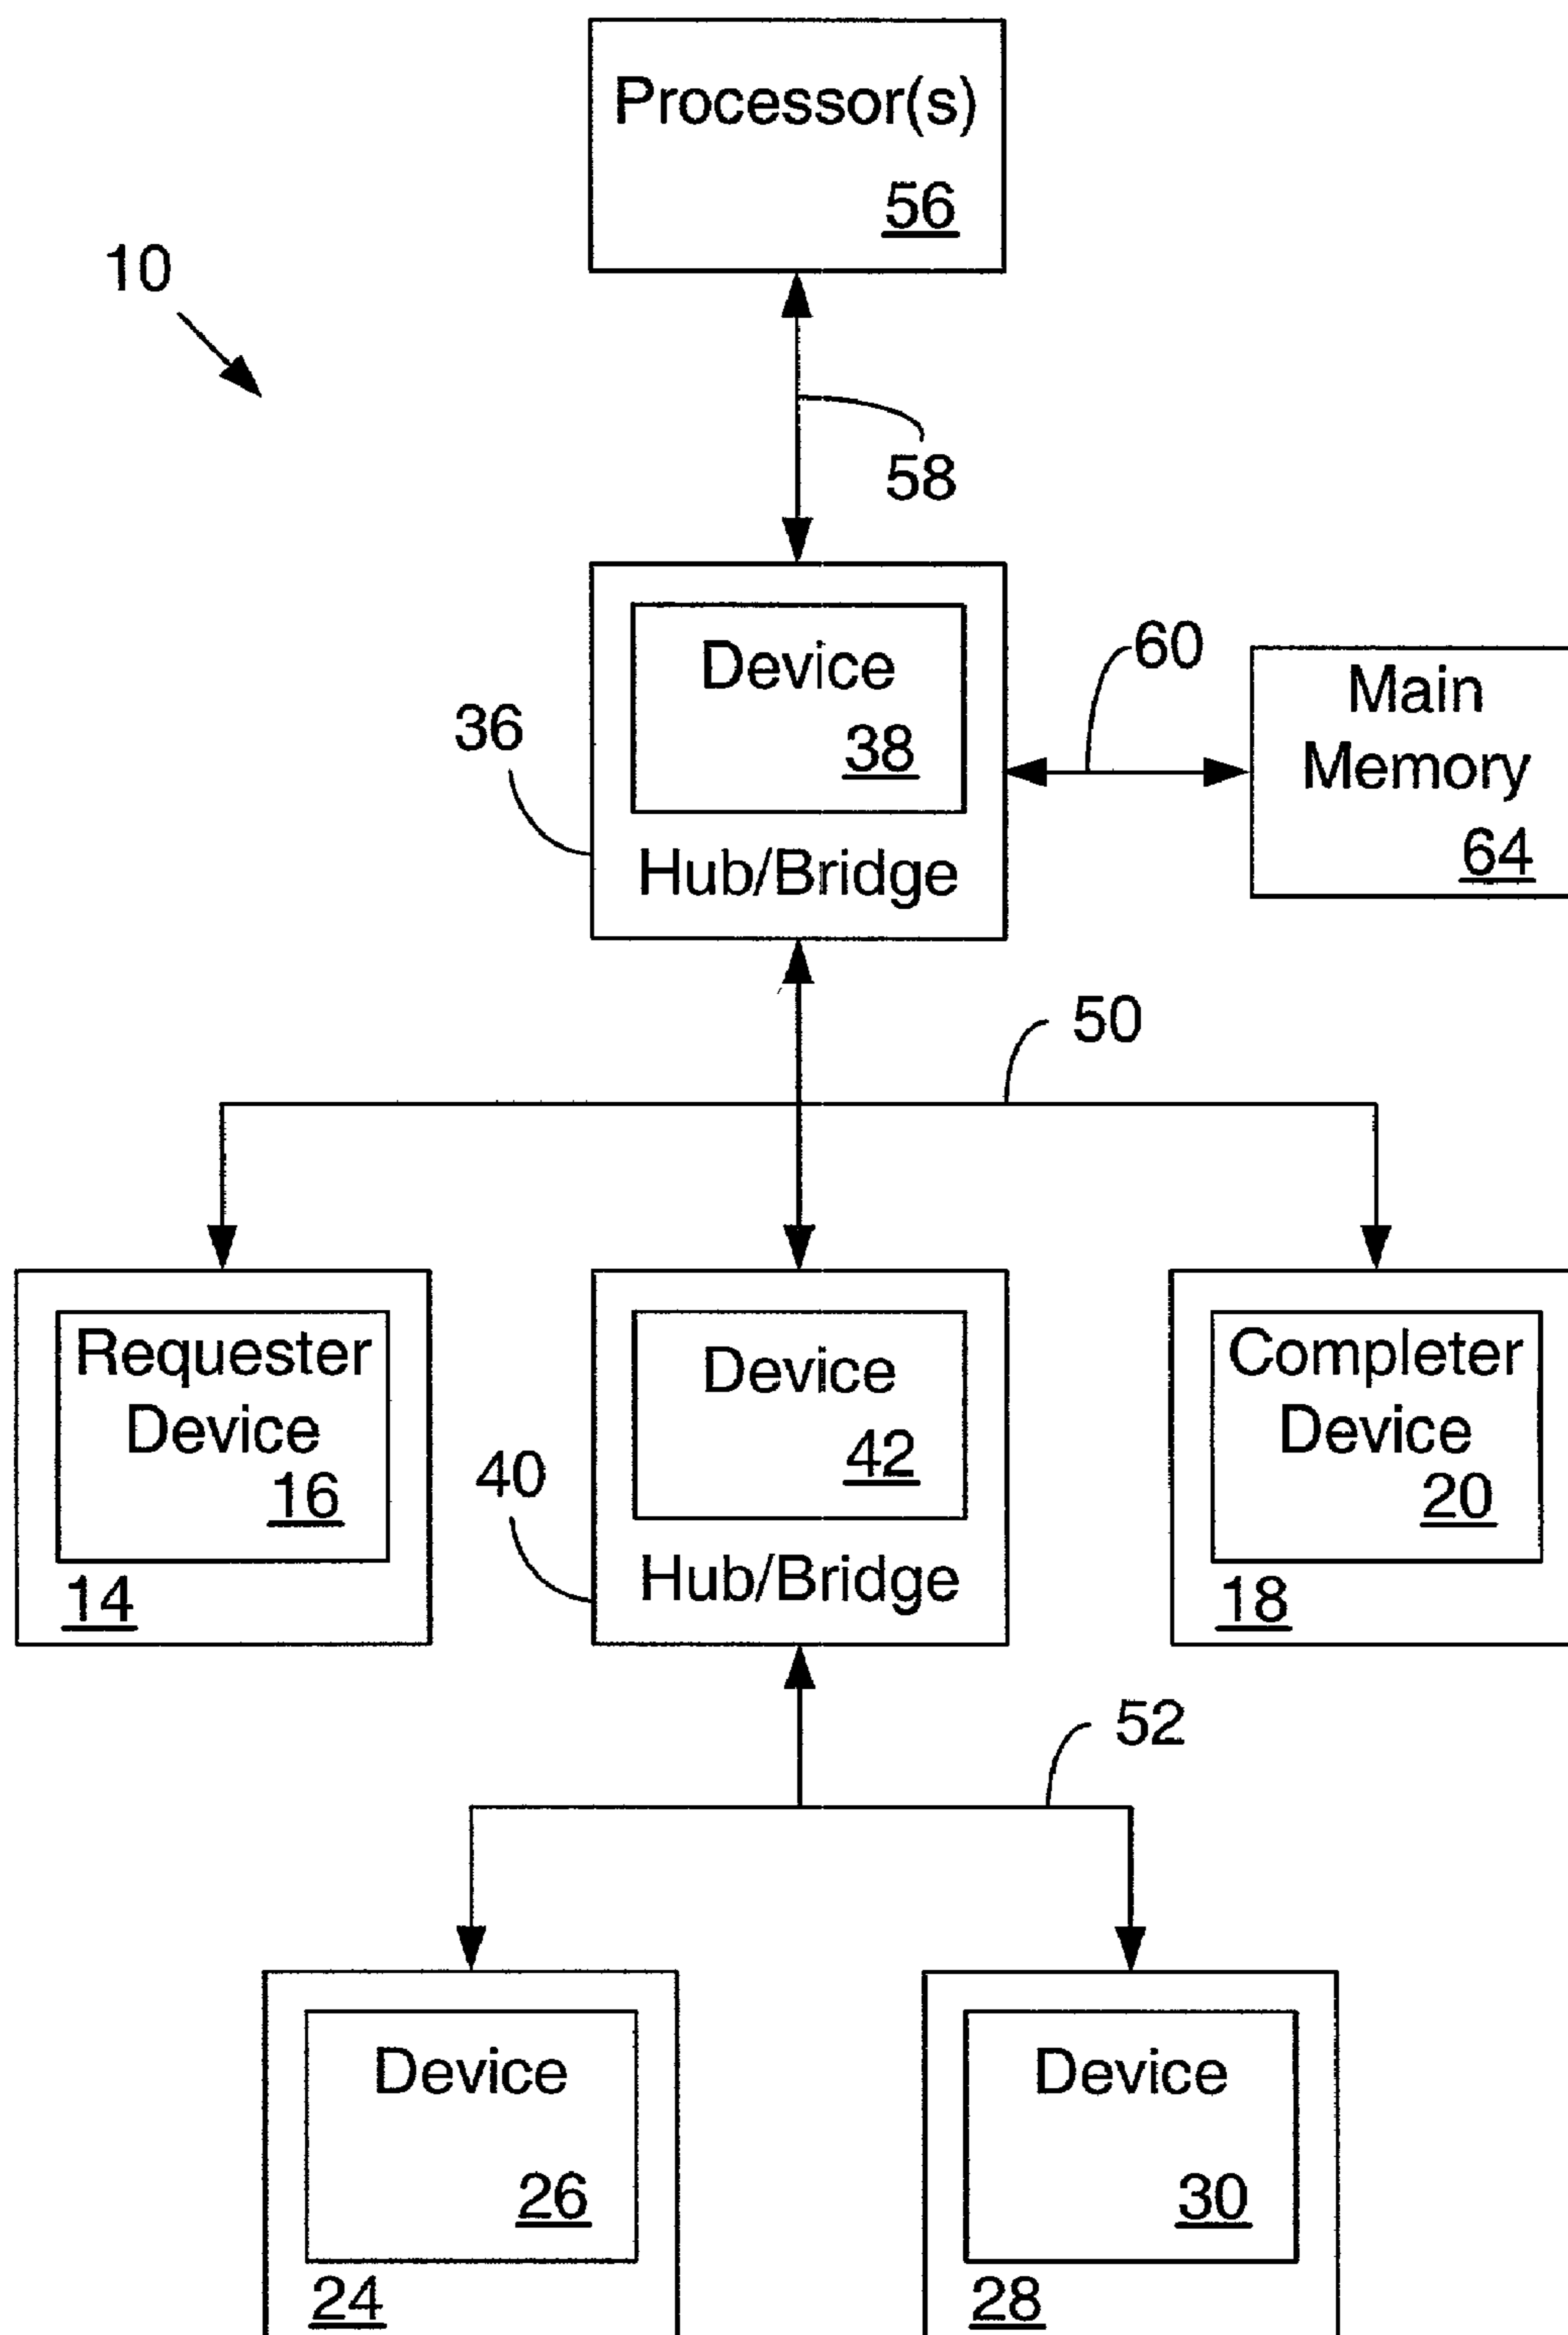 Processor(s)
56
10
58
Device
38
Hub/Bridge
36
60
Main
Memory
64
50
Requester
Device
16
14
Device
42
Hub/Bridge
40
Completer
Device
20
18
52
Device
26
24
Device
30
28